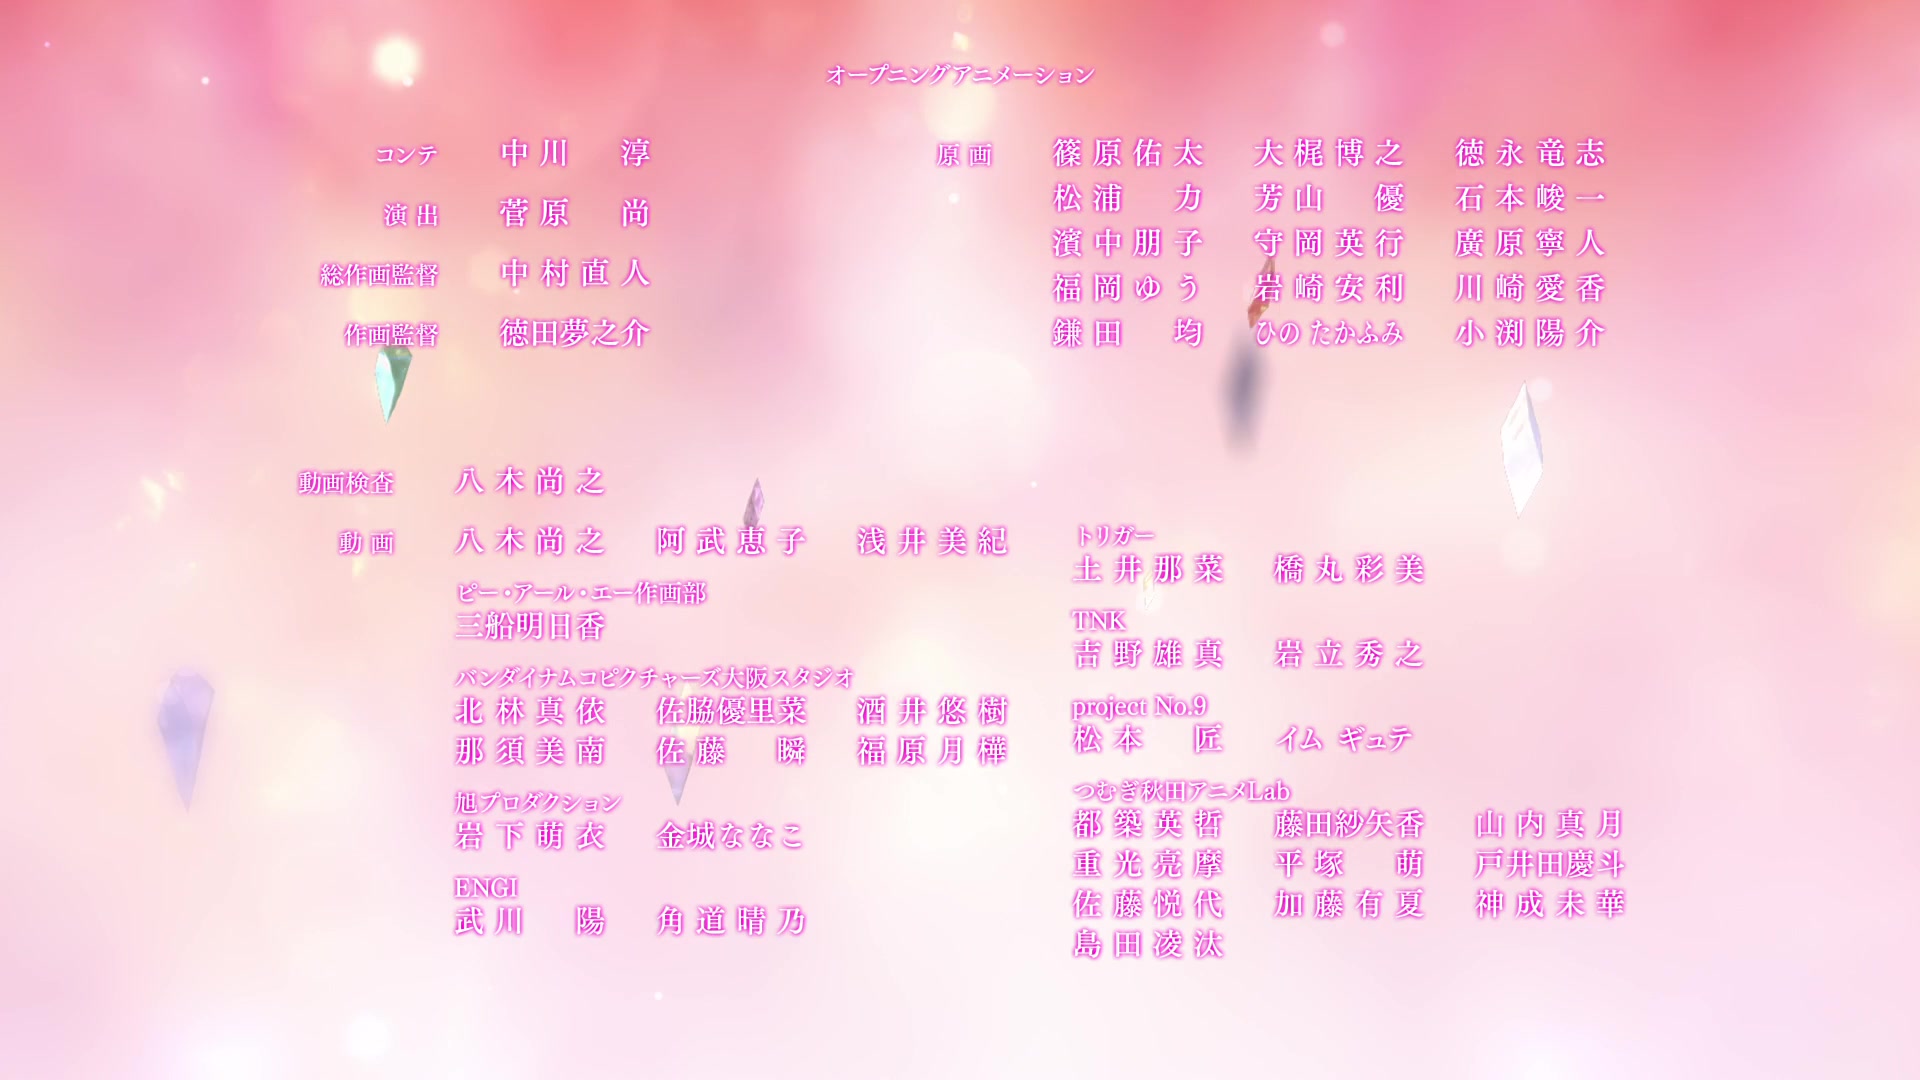 オープニングアニメーション
コンテ 中川 淳
演出 菅原 尚
総作画監督 中村直人
作画監督 徳田夢之介
原画 篠原佑太 大梶博之 徳永竜志
松浦 力 芳山 優 石本峻一
濱中朋子 守岡英行 廣原寧人
福岡ゆう 岩崎安利 川崎愛香
鎌田 均 ひの たかふみ 小渕陽介
動画検査 八木尚之
動画 八木尚之 阿武恵子 浅井美紀
ピー・アール・エー作画部
三船明日香
バンダイナムコピクチャーズ大阪スタジオ
北林真依 佐脇優里菜 酒井悠樹
那須美南 佐藤 瞬 福原月樺
旭プロダクション
岩下萌衣 金城ななこ
ENGI
武川 陽 角道晴乃
トリガー
土井那菜 橋丸彩美
TNK
吉野雄真 岩立秀之
project No.9
松本 匠 イム ギュテ
つむぎ秋田アニメLab
都築英哲 藤田紗矢香 山内真月
重光亮摩 平塚 萌 戸井田慶斗
佐藤悦代 加藤有夏 神成未華
島田凌汰